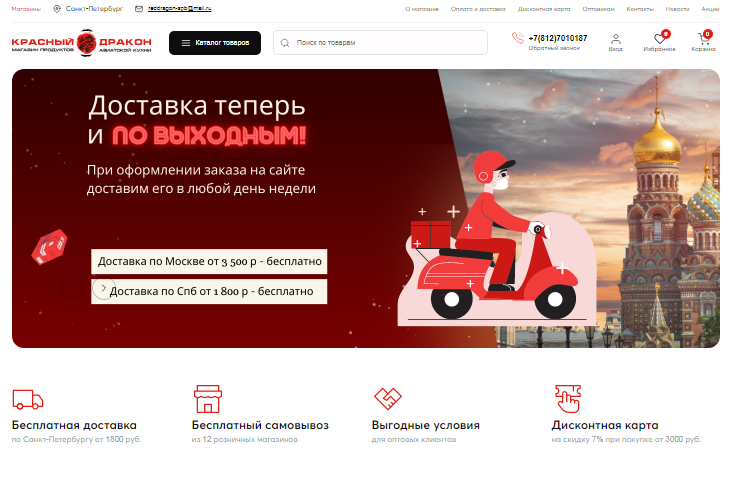 Магазины
Санкт-Петербург
reddragon-spb@mail.ru
О магазине
Оплата и доставка
Дисконтная карта
Оптовикам
Контакты
Новости
Акции
КРАСНЫЙ ДРАКОН
МАГАЗИН ПРОДУКТОВ АЗИАТСКОЙ КУХНИ
Каталог товаров
Поиск по товарам
+7(812)7010187
Обратный звонок
Вход
0
Избранное
0
Корзина
Доставка теперь
и ПО ВЫХОДНЫМ!
При оформлении заказа на сайте
доставим его в любой день недели
Доставка по Москве от 3 500 р - бесплатно
Доставка по Спб от 1 800 р - бесплатно
Бесплатная доставка
по Санкт-Петербургу от 1800 руб.
Бесплатный самовывоз
из 12 розничных магазинов
Выгодные условия
для оптовых клиентов
Дисконтная карта
на скидку 7% при покупке от 3000 руб.